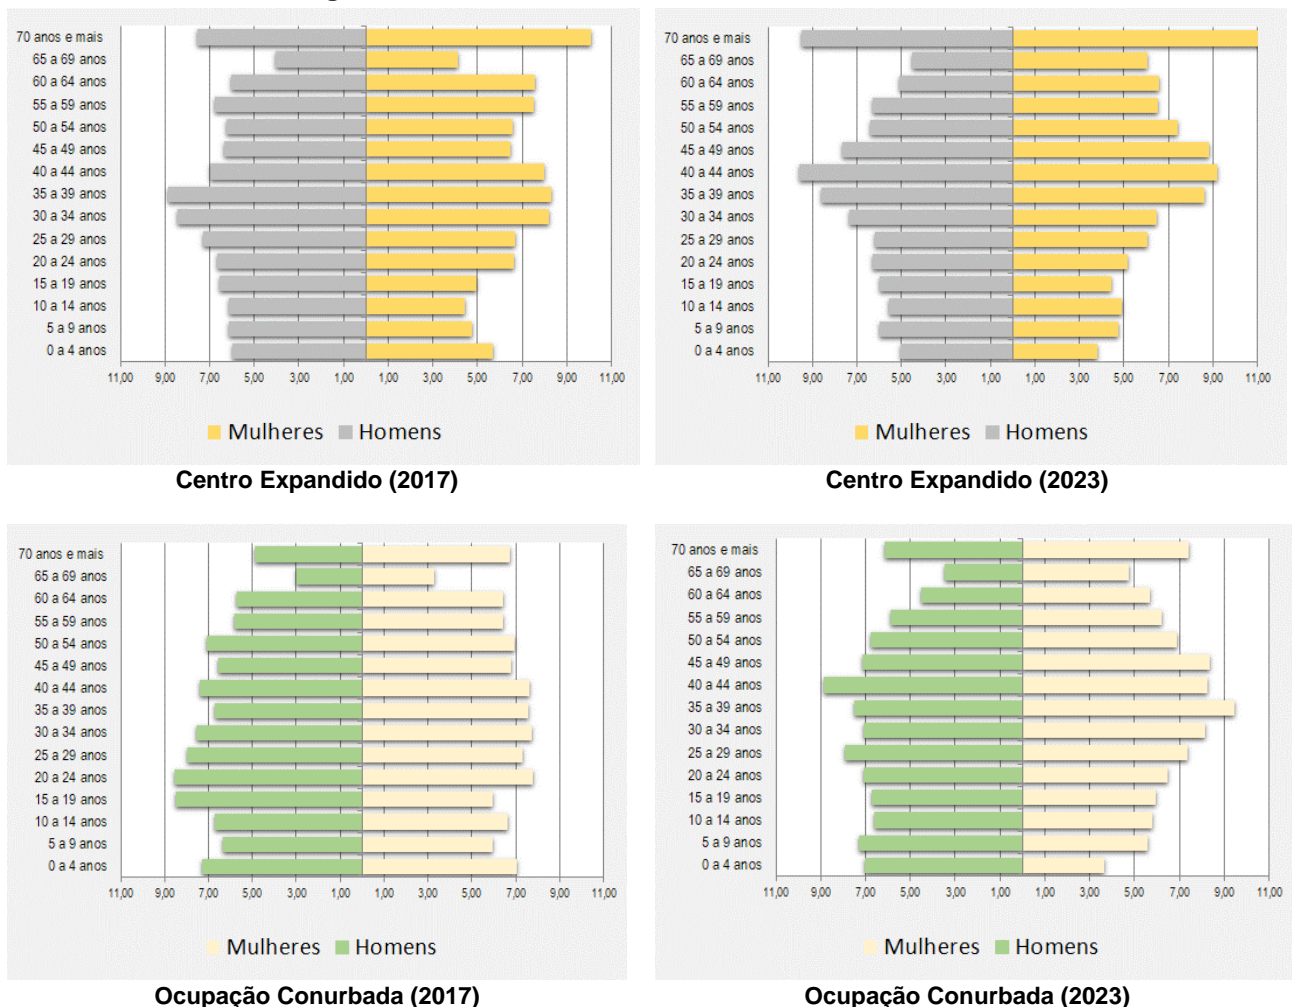 70 anos e mais
65 a 69 anos
60 a 64 anos
55 a 59 anos
50 a 54 anos
45 a 49 anos
40 a 44 anos
35 a 39 anos
30 a 34 anos
25 a 29 anos
20 a 24 anos
15 a 19 anos
10 a 14 anos
5 a 9 anos
0 a 4 anos
11,00 9,00 7,00 5,00 3,00 1,00 1,00 3,00 5,00 7,00 9,00 11,00
Mulheres Homens
Centro Expandido (2017)
70 anos e mais
65 a 69 anos
60 a 64 anos
55 a 59 anos
50 a 54 anos
45 a 49 anos
40 a 44 anos
35 a 39 anos
30 a 34 anos
25 a 29 anos
20 a 24 anos
15 a 19 anos
10 a 14 anos
5 a 9 anos
0 a 4 anos
11,00 9,00 7,00 5,00 3,00 1,00 1,00 3,00 5,00 7,00 9,00 11,00
Mulheres Homens
Centro Expandido (2023)
70 anos e mais
65 a 69 anos
60 a 64 anos
55 a 59 anos
50 a 54 anos
45 a 49 anos
40 a 44 anos
35 a 39 anos
30 a 34 anos
25 a 29 anos
20 a 24 anos
15 a 19 anos
10 a 14 anos
5 a 9 anos
0 a 4 anos
11,00 9,00 7,00 5,00 3,00 1,00 1,00 3,00 5,00 7,00 9,00 11,00
Mulheres Homens
Ocupação Conurbada (2017)
70 anos e mais
65 a 69 anos
60 a 64 anos
55 a 59 anos
50 a 54 anos
45 a 49 anos
40 a 44 anos
35 a 39 anos
30 a 34 anos
25 a 29 anos
20 a 24 anos
15 a 19 anos
10 a 14 anos
5 a 9 anos
0 a 4 anos
11,00 9,00 7,00 5,00 3,00 1,00 1,00 3,00 5,00 7,00 9,00 11,00
Mulheres Homens
Ocupação Conurbada (2023)